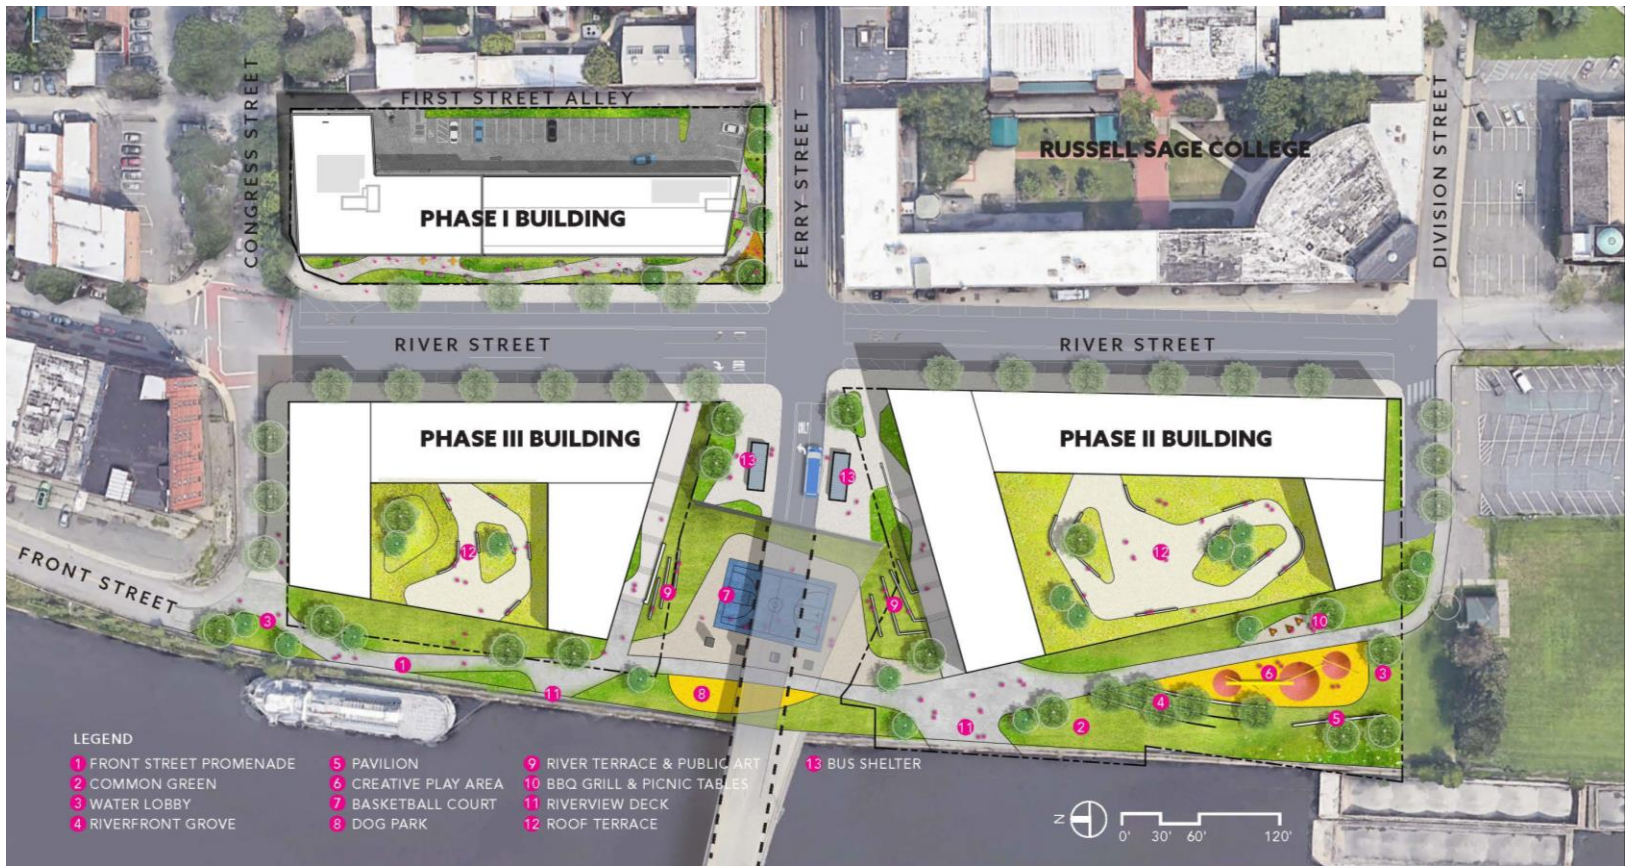 FIRST STREET ALLEY
CONGRESS STREET
PHASE I BUILDING
FERRY STREET
RUSSELL SAGE COLLEGE
DIVISION STREET
RIVER STREET
RIVER STREET
PHASE III BUILDING
PHASE II BUILDING
13
13
ONLY
12
12
FRONT STREET
9
7
9
3
10
1
11
8
6
3
4
2
11
5
LEGEND
1 FRONT STREET PROMENADE
2 COMMON GREEN
3 WATER LOBBY
4 RIVERFRONT GROVE
5 PAVILION
6 CREATIVE PLAY AREA
7 BASKETBALL COURT
8 DOG PARK
9 RIVER TERRACE & PUBLIC ART
10 BBQ GRILL & PICNIC TABLES
11 RIVERVIEW DECK
12 ROOF TERRACE
13 BUS SHELTER
N
0' 30' 60' 120'